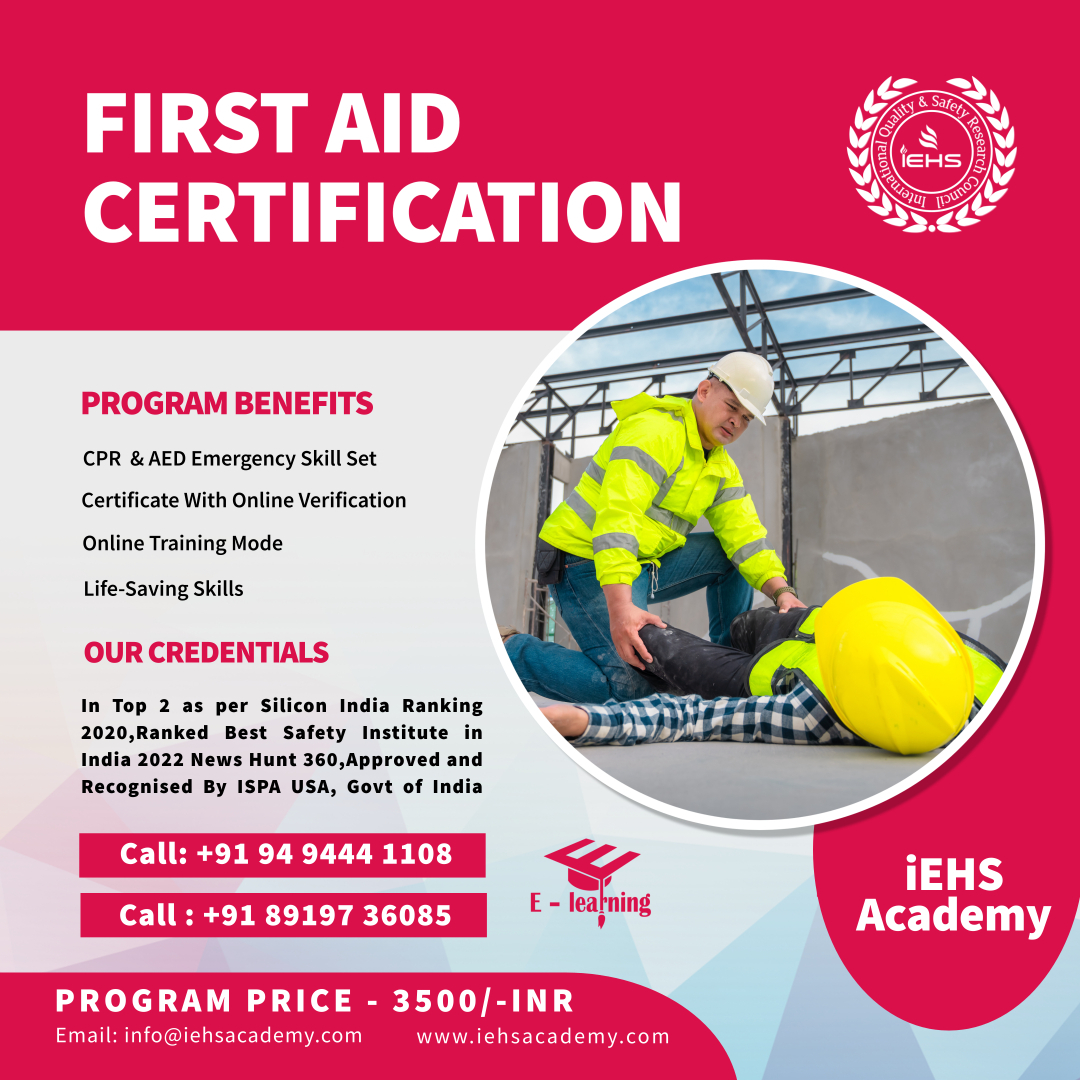 FIRST AID
CERTIFICATION
International Quality & Safety Research Council
iEHS
PROGRAM BENEFITS
CPR & AED Emergency Skill Set
Certificate With Online Verification
Online Training Mode
Life-Saving Skills
OUR CREDENTIALS
In Top 2 as per Silicon India Ranking
2020,Ranked Best Safety Institute in
India 2022 News Hunt 360,Approved and
Recognised By ISPA USA, Govt of India
Call: +91 94 9444 1108
Call : +91 89197 36085
E - learning
iEHS
Academy
PROGRAM PRICE - 3500/-INR
Email: info@iehsacademy.com www.iehsacademy.com